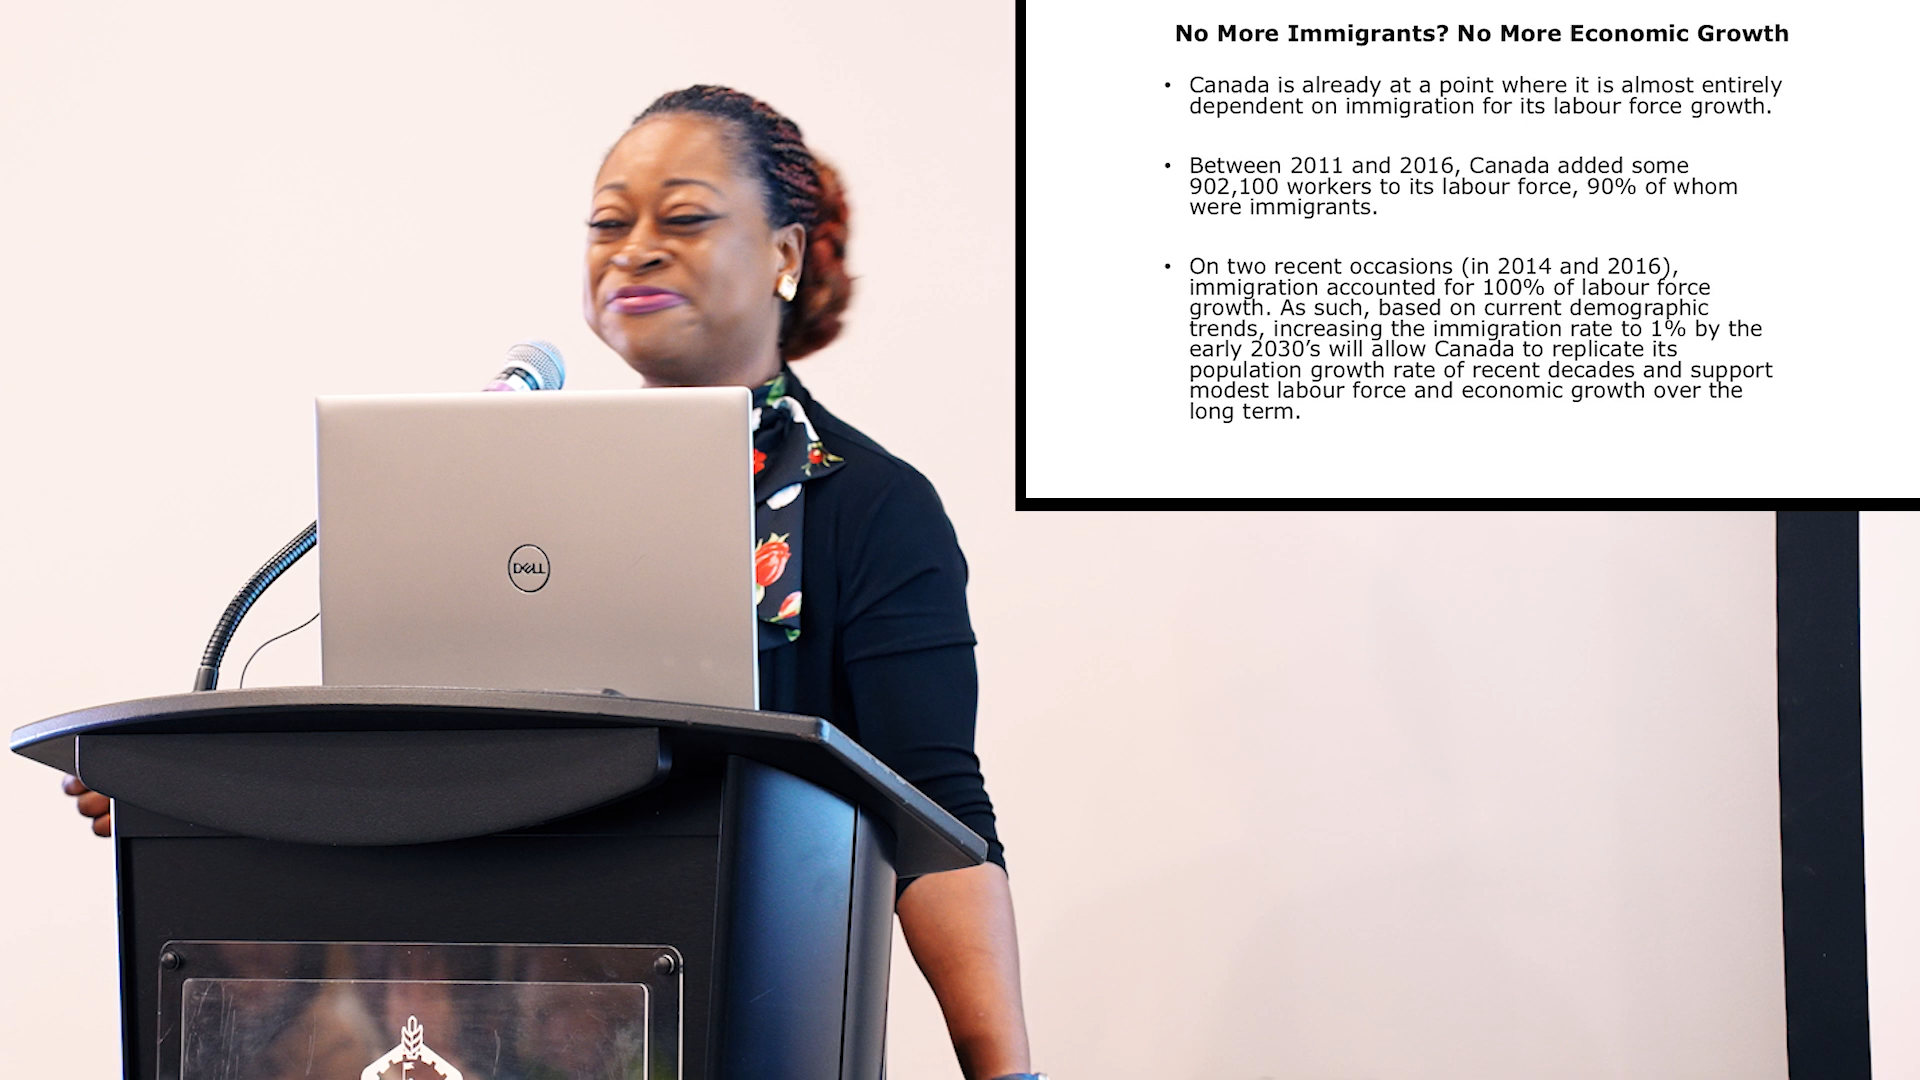 No More Immigrants? No More Economic Growth
• Canada is already at a point where it is almost entirely
dependent on immigration for its labour force growth.
• Between 2011 and 2016, Canada added some
902,100 workers to its labour force, 90% of whom
were immigrants.
• On two recent occasions (in 2014 and 2016),
immigration accounted for 100% of labour force
growth. As such, based on current demographic
trends, increasing the immigration rate to 1% by the
early 2030’s will allow Canada to replicate its
population growth rate of recent decades and support
modest labour force and economic growth over the
long term.
DELL